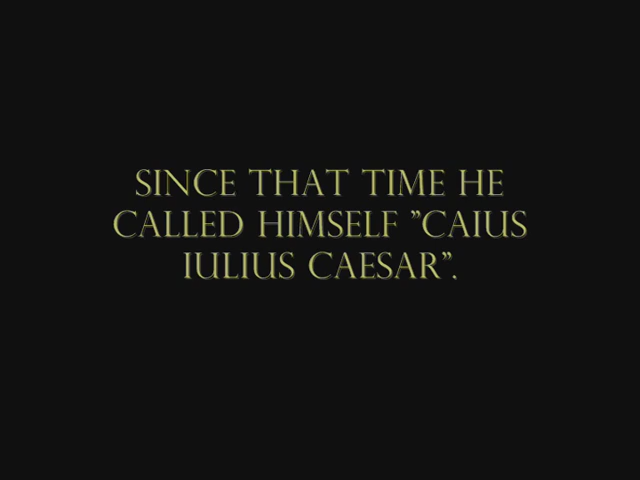 SINCE THAT TIME HE
CALLED HIMSELF "CAIUS
IULIUS CAESAR".